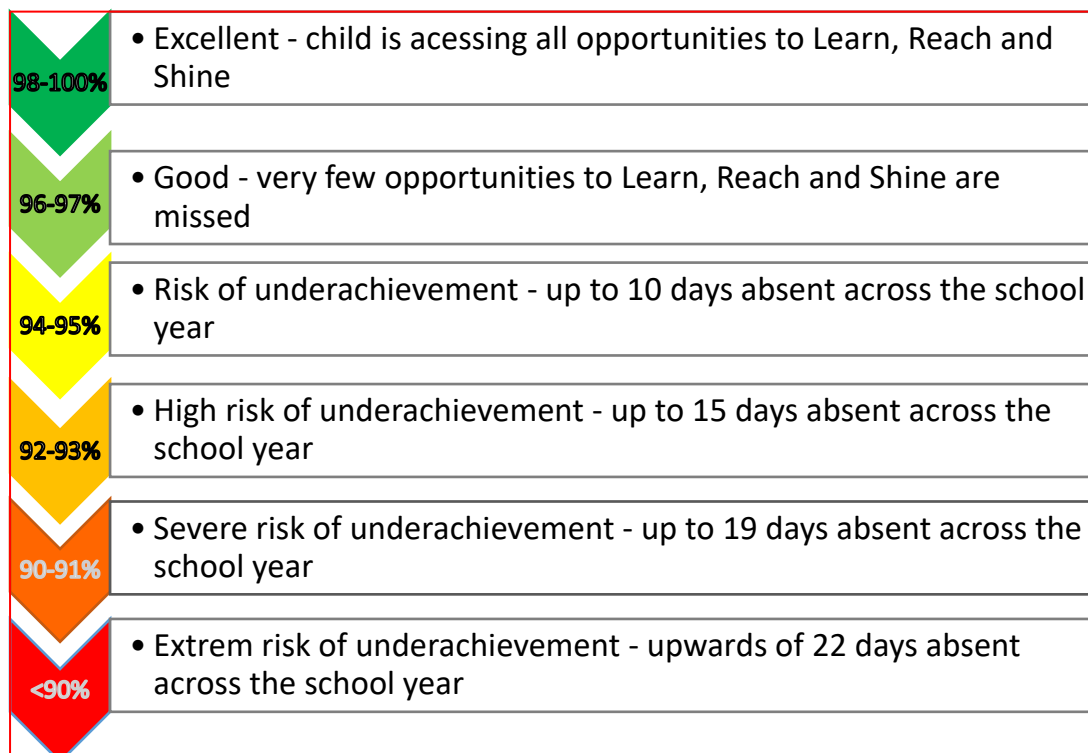 98-100%
• Excellent - child is acessing all opportunities to Learn, Reach and
Shine
96-97%
• Good - very few opportunities to Learn, Reach and Shine are
missed
94-95%
• Risk of underachievement - up to 10 days absent across the school
year
92-93%
• High risk of underachievement - up to 15 days absent across the
school year
90-91%
• Severe risk of underachievement - up to 19 days absent across the
school year
<90%
• Extrem risk of underachievement - upwards of 22 days absent
across the school year